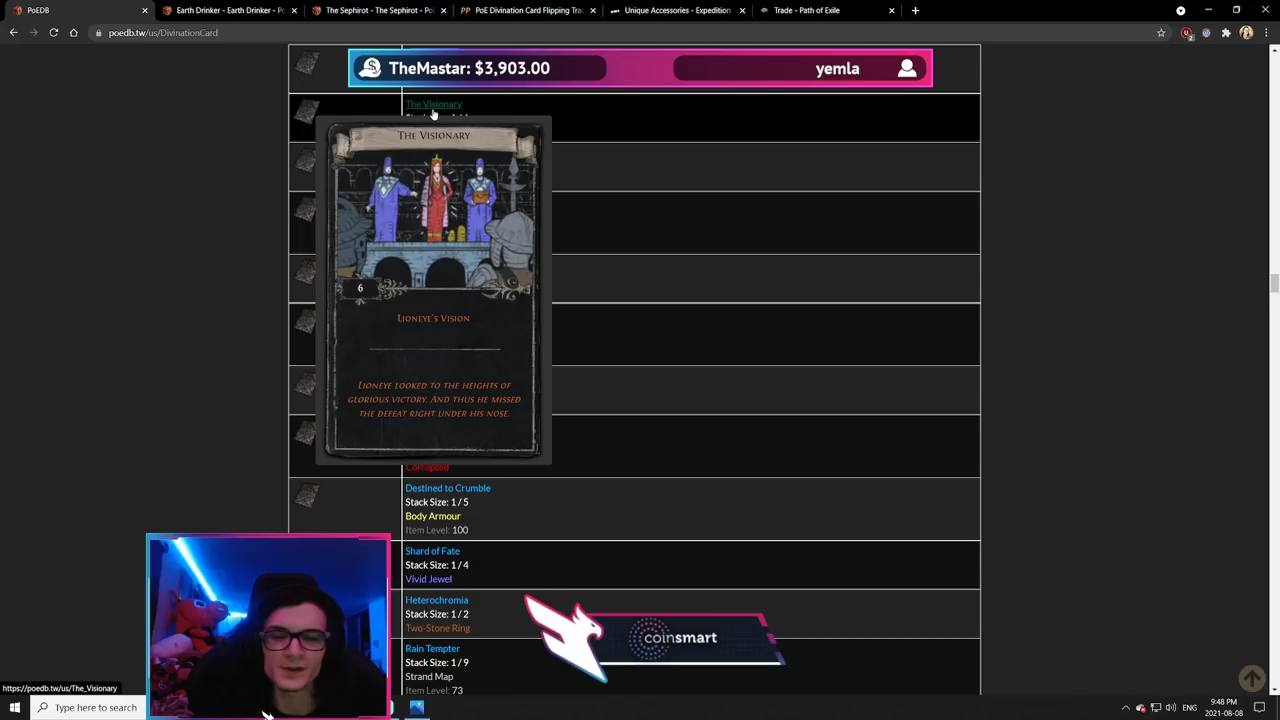 PoEDB
Earth Drinker - Earth Drinker - Po
The Sephirot - The Sephirot - Po
PoE Divination Card Flipping Tra
Unique Accessories - Expedition
Trade - Path of Exile
poedb.tw/us/DivinationCard
TheMastar: $3,903.00
yemla
The Visionary
The Visionary
6
Lioneye's Vision
Lioneye looked to the heights of
glorious victory. And thus he missed
the defeat right under his nose.
Corrupted
Destined to Crumble
Stack Size: 1 / 5
Body Armour
Item Level: 100
Shard of Fate
Stack Size: 1 / 4
Vivid Jewel
Heterochromia
Stack Size: 1 / 2
Two-Stone Ring
Rain Tempter
Stack Size: 1 / 9
Strand Map
Item Level: 73
coinsmart
https://poedb.tw/us/The_Visionary
Type here to search
9:48 PM
2021-08-08